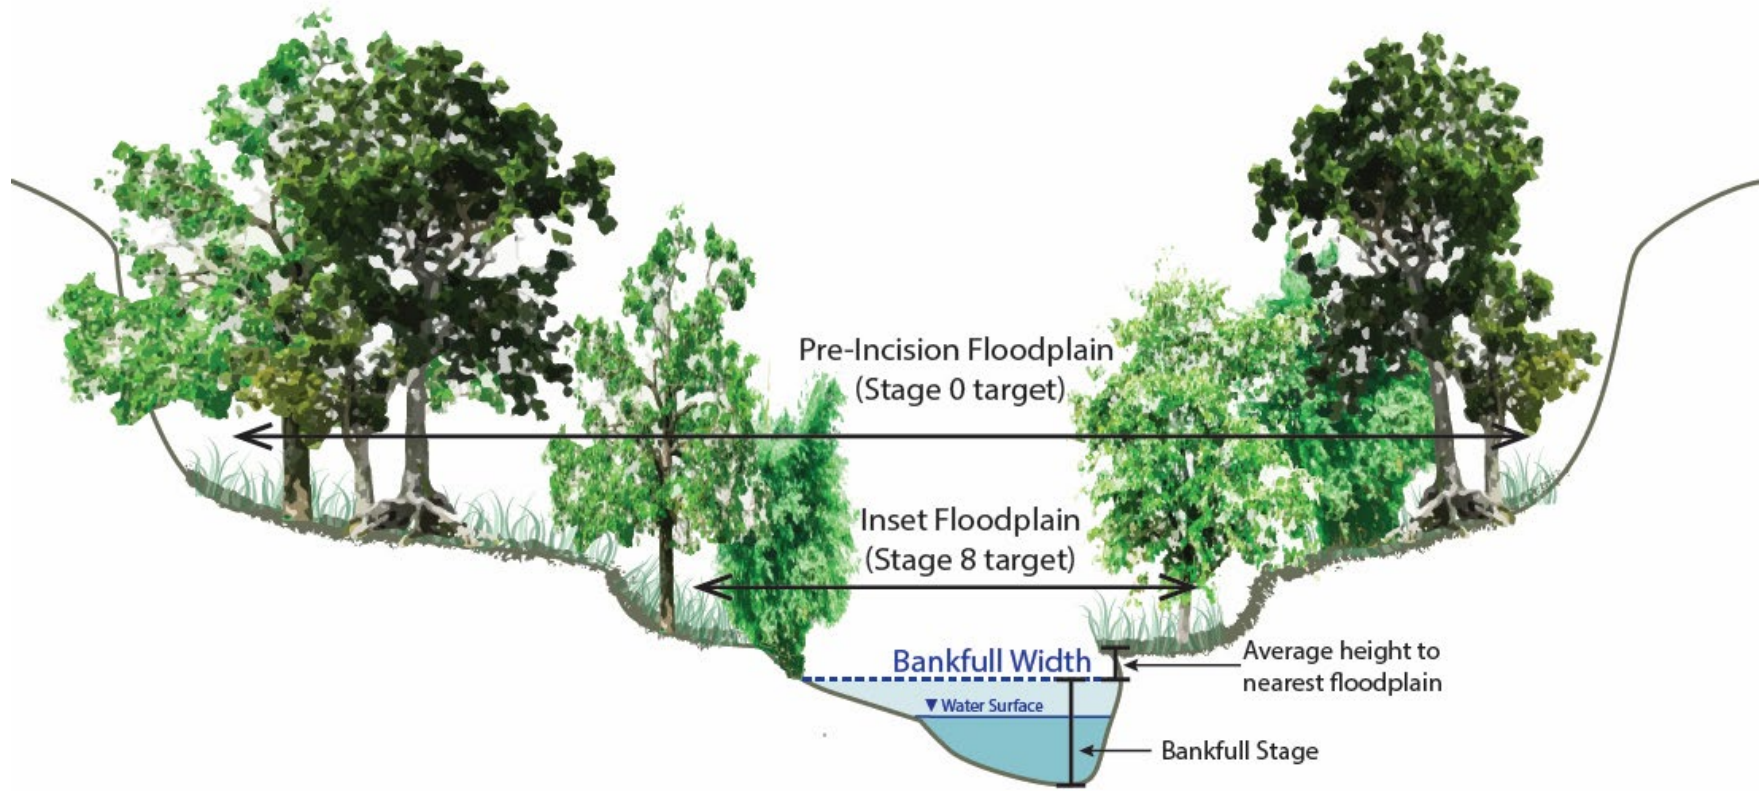 Pre-Incision Floodplain
(Stage 0 target)
Inset Floodplain
(Stage 8 target)
Bankfull Width
Average height to
nearest floodplain
▼ Water Surface
Bankfull Stage